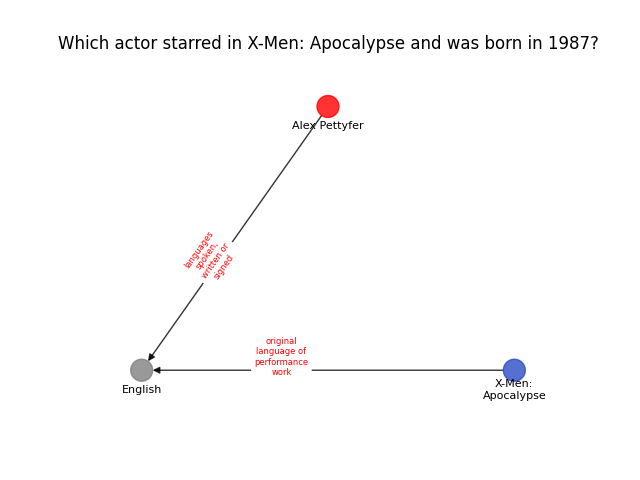 Which actor starred in X-Men: Apocalypse and was born in 1987?
Alex Pettyfer
languages
spoken,
written or
signed
original
language of
performance
work
English
X-Men:
Apocalypse